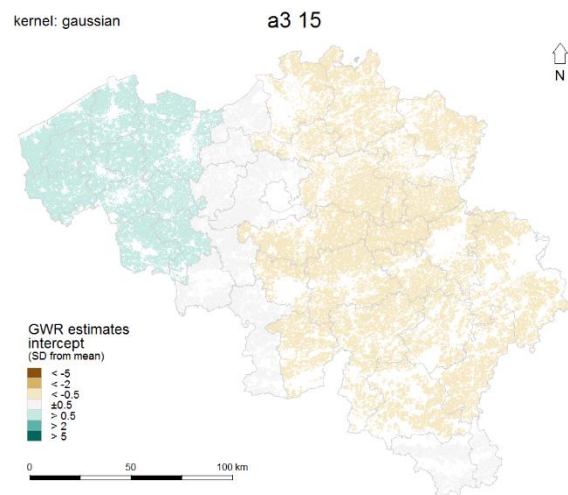 kernel: gaussian
a3 15
N
GWR estimates
intercept
(SD from mean)
< -5
< -2
< -0.5
±0.5
> 0.5
> 2
> 5
0 50 100 km